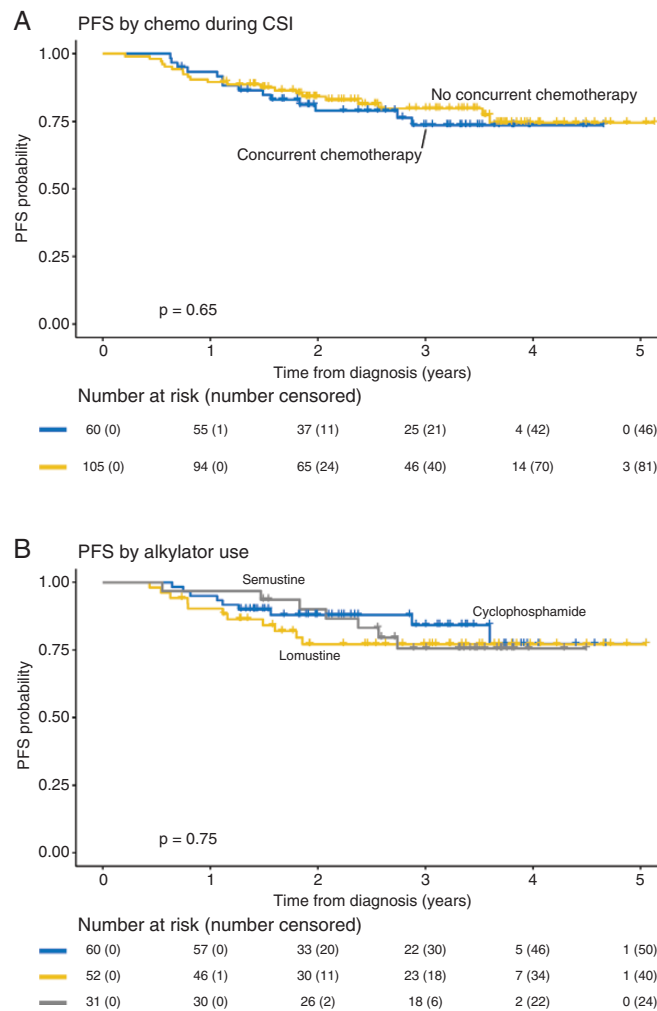 A PFS by chemo during CSI
1.00
0.75
0.50
0.25
0.00
PFS probability
No concurrent chemotherapy
Concurrent chemotherapy
p = 0.65
0 1 2 3 4 5
Time from diagnosis (years)
Number at risk (number censored)
60 (0) 55 (1) 37 (11) 25 (21) 4 (42) 0 (46)
105 (0) 94 (0) 65 (24) 46 (40) 14 (70) 3 (81)
B PFS by alkylator use
1.00
0.75
0.50
0.25
0.00
PFS probability
Semustine
Cyclophosphamide
Lomustine
p = 0.75
0 1 2 3 4 5
Time from diagnosis (years)
Number at risk (number censored)
60 (0) 57 (0) 33 (20) 22 (30) 5 (46) 1 (50)
52 (0) 46 (1) 30 (11) 23 (18) 7 (34) 1 (40)
31 (0) 30 (0) 26 (2) 18 (6) 2 (22) 0 (24)